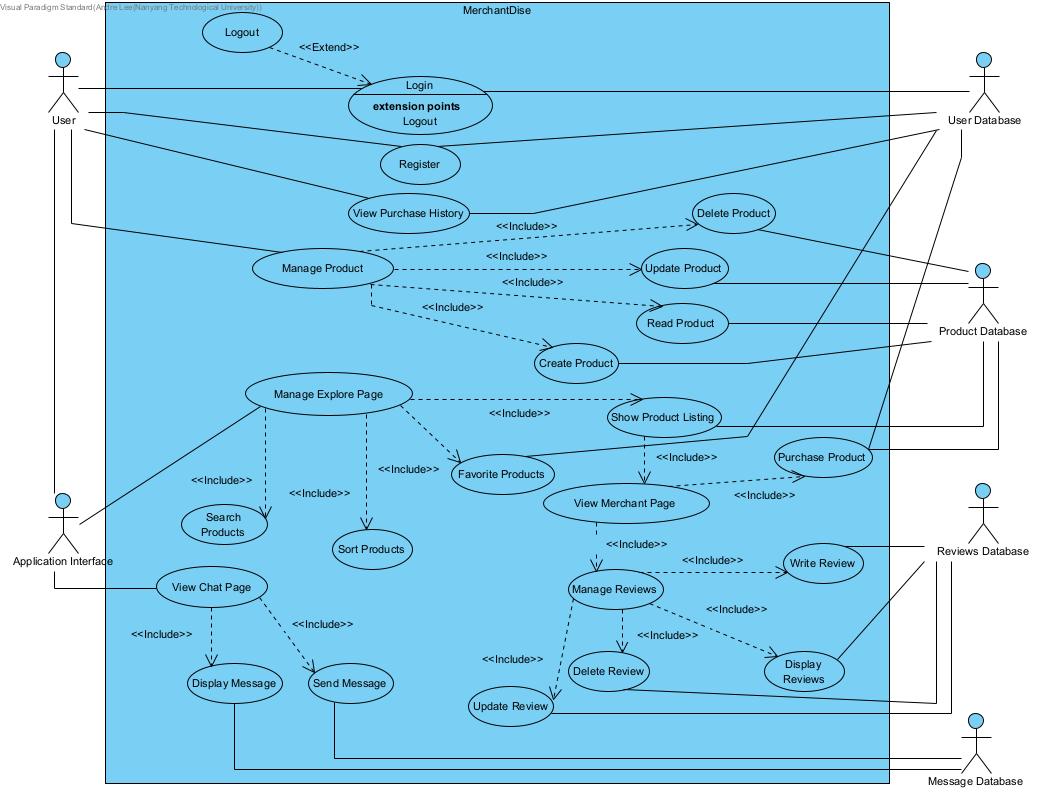 Visual Paradigm Standard(Andre Lee(Nanyang Technological University))
MerchantDise
Logout
<<Extend>>
Login
extension points
Logout
User
User Database
Register
View Purchase History
Delete Product
<<Include>>
Manage Product
<<Include>>
Update Product
<<Include>>
<<Include>>
Read Product
Product Database
Create Product
Manage Explore Page
<<Include>>
Show Product Listing
<<Include>>
Favorite Products
<<Include>>
Purchase Product
<<Include>>
<<Include>>
<<Include>>
View Merchant Page
Search
Products
Sort Products
<<Include>>
Application Interface
Reviews Database
<<Include>>
Write Review
View Chat Page
Manage Reviews
<<Include>>
<<Include>>
<<Include>>
<<Include>>
<<Include>>
Delete Review
Display
Reviews
Display Message
Send Message
Update Review
Message Database